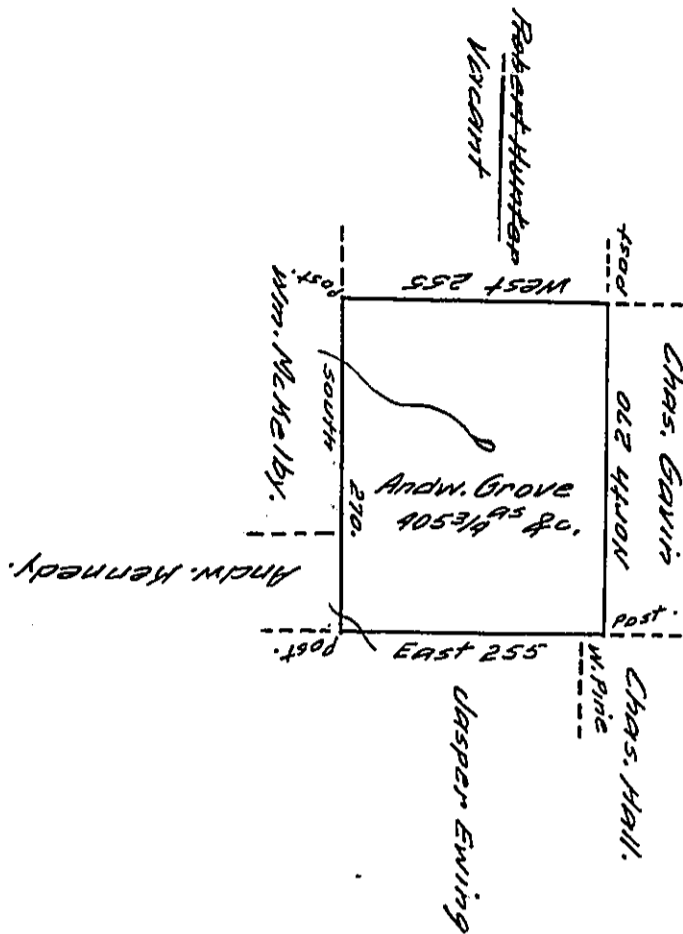 Robert Hunter
Vacant
Post.
West 255
Post
Wm. McKelby.
South 270.
Chas. Gavin
North 270
Andw. Grove
405 3/4 as &c.
Andw. Kennedy.
Post.
Post.
East 255
W. Pine
Chas. Hall.
Jasper Ewing